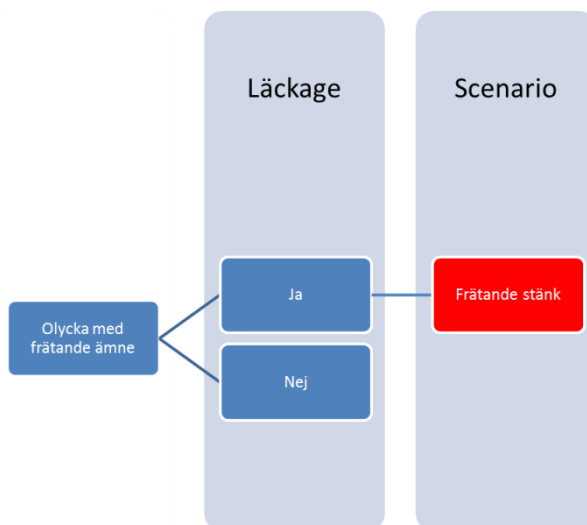 Läckage
Scenario
Ja
Frätande stänk
Olycka med
frätande ämne
Nej